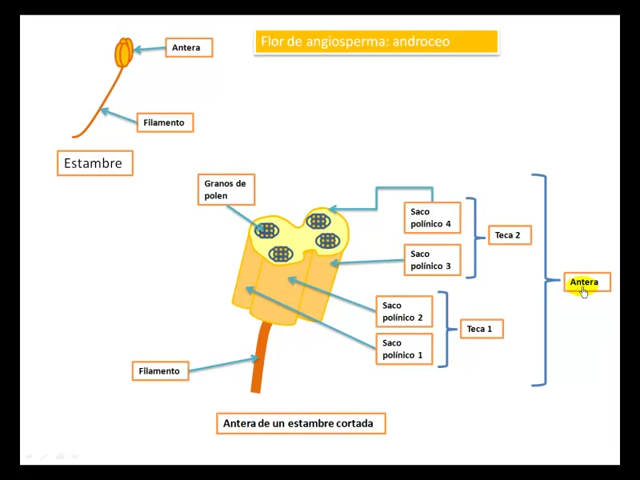 Flor de angiosperma: androceo
Antera
Filamento
Estambre
Granos de
polen
Saco
polínico 4
Teca 2
Saco
polínico 3
Antera
Saco
polínico 2
Teca 1
Saco
polínico 1
Filamento
Antera de un estambre cortada